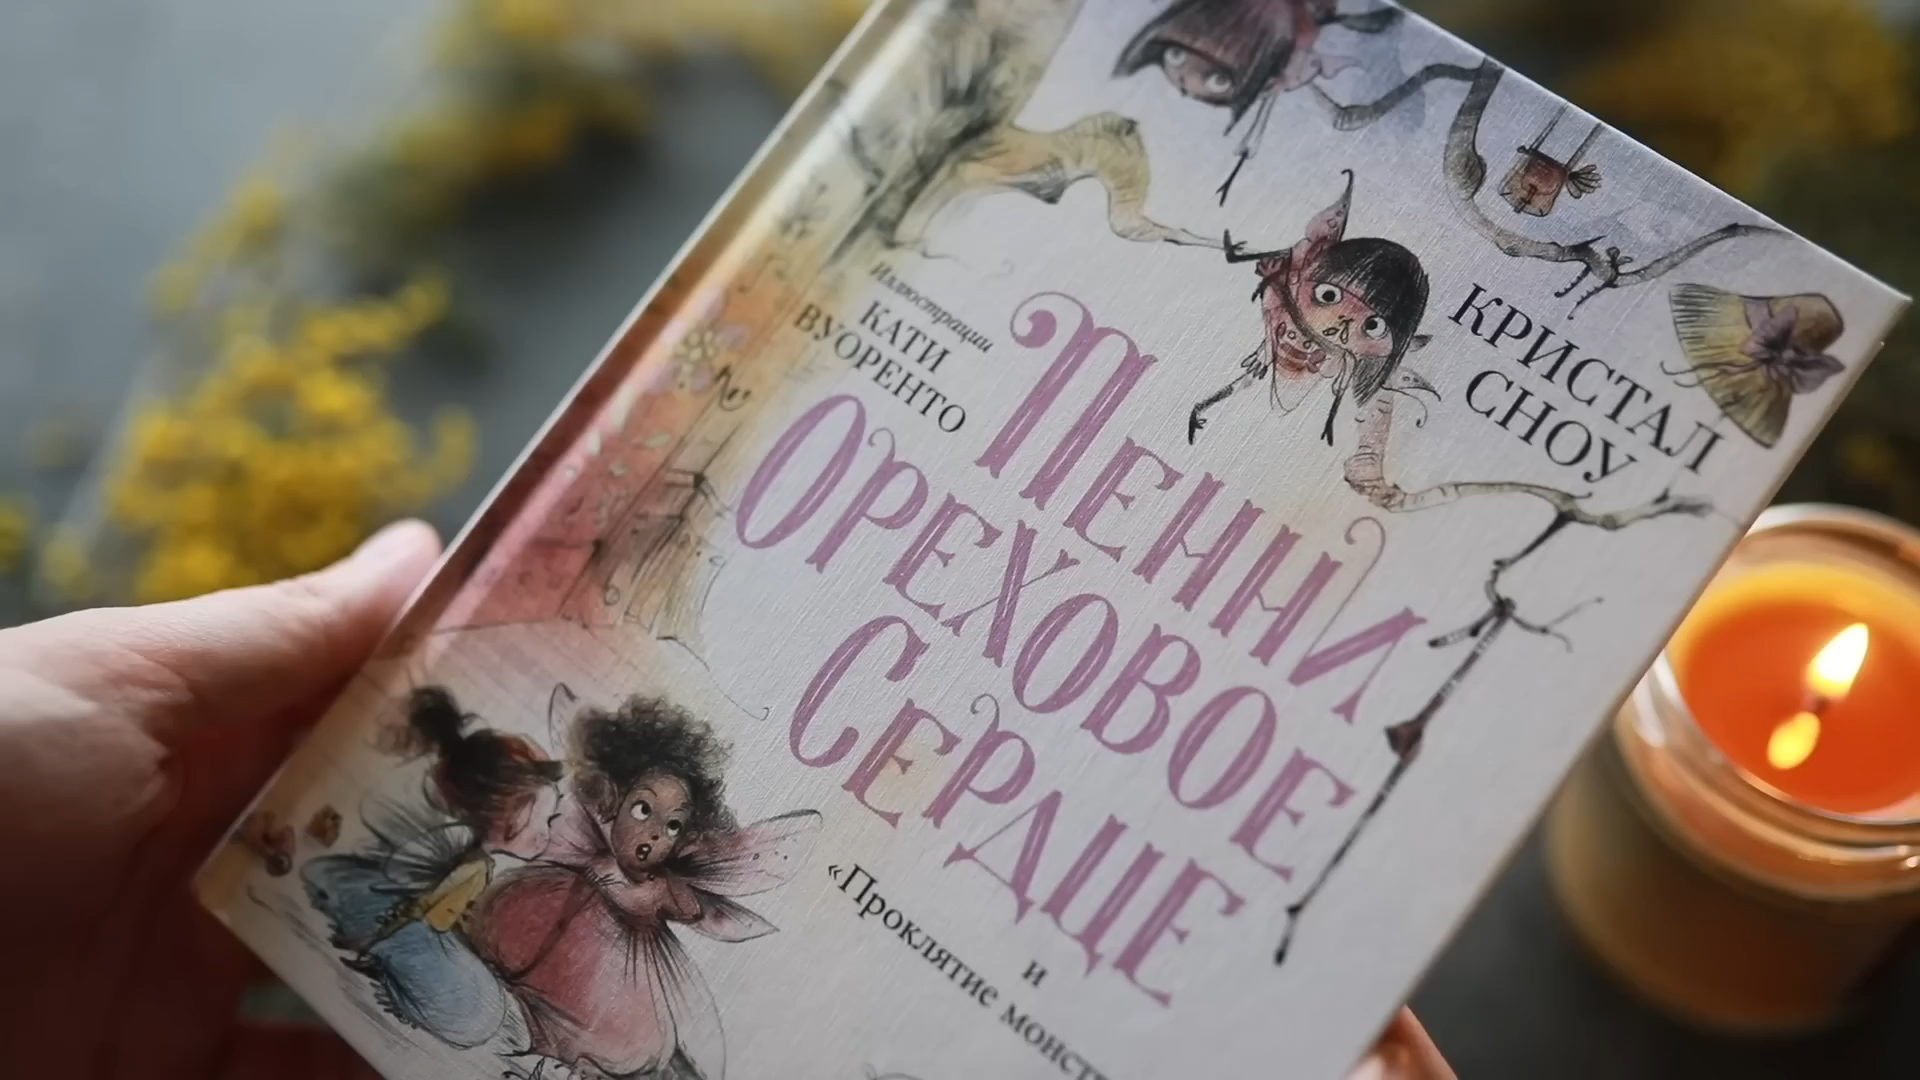 КРИСТАЛ
СНОУ
Иллюстрации
КАТИ
ВУОРЕНТО
ПЕННИ
ОРЕХОВОЕ
СЕРДЦЕ
и
«Проклятие